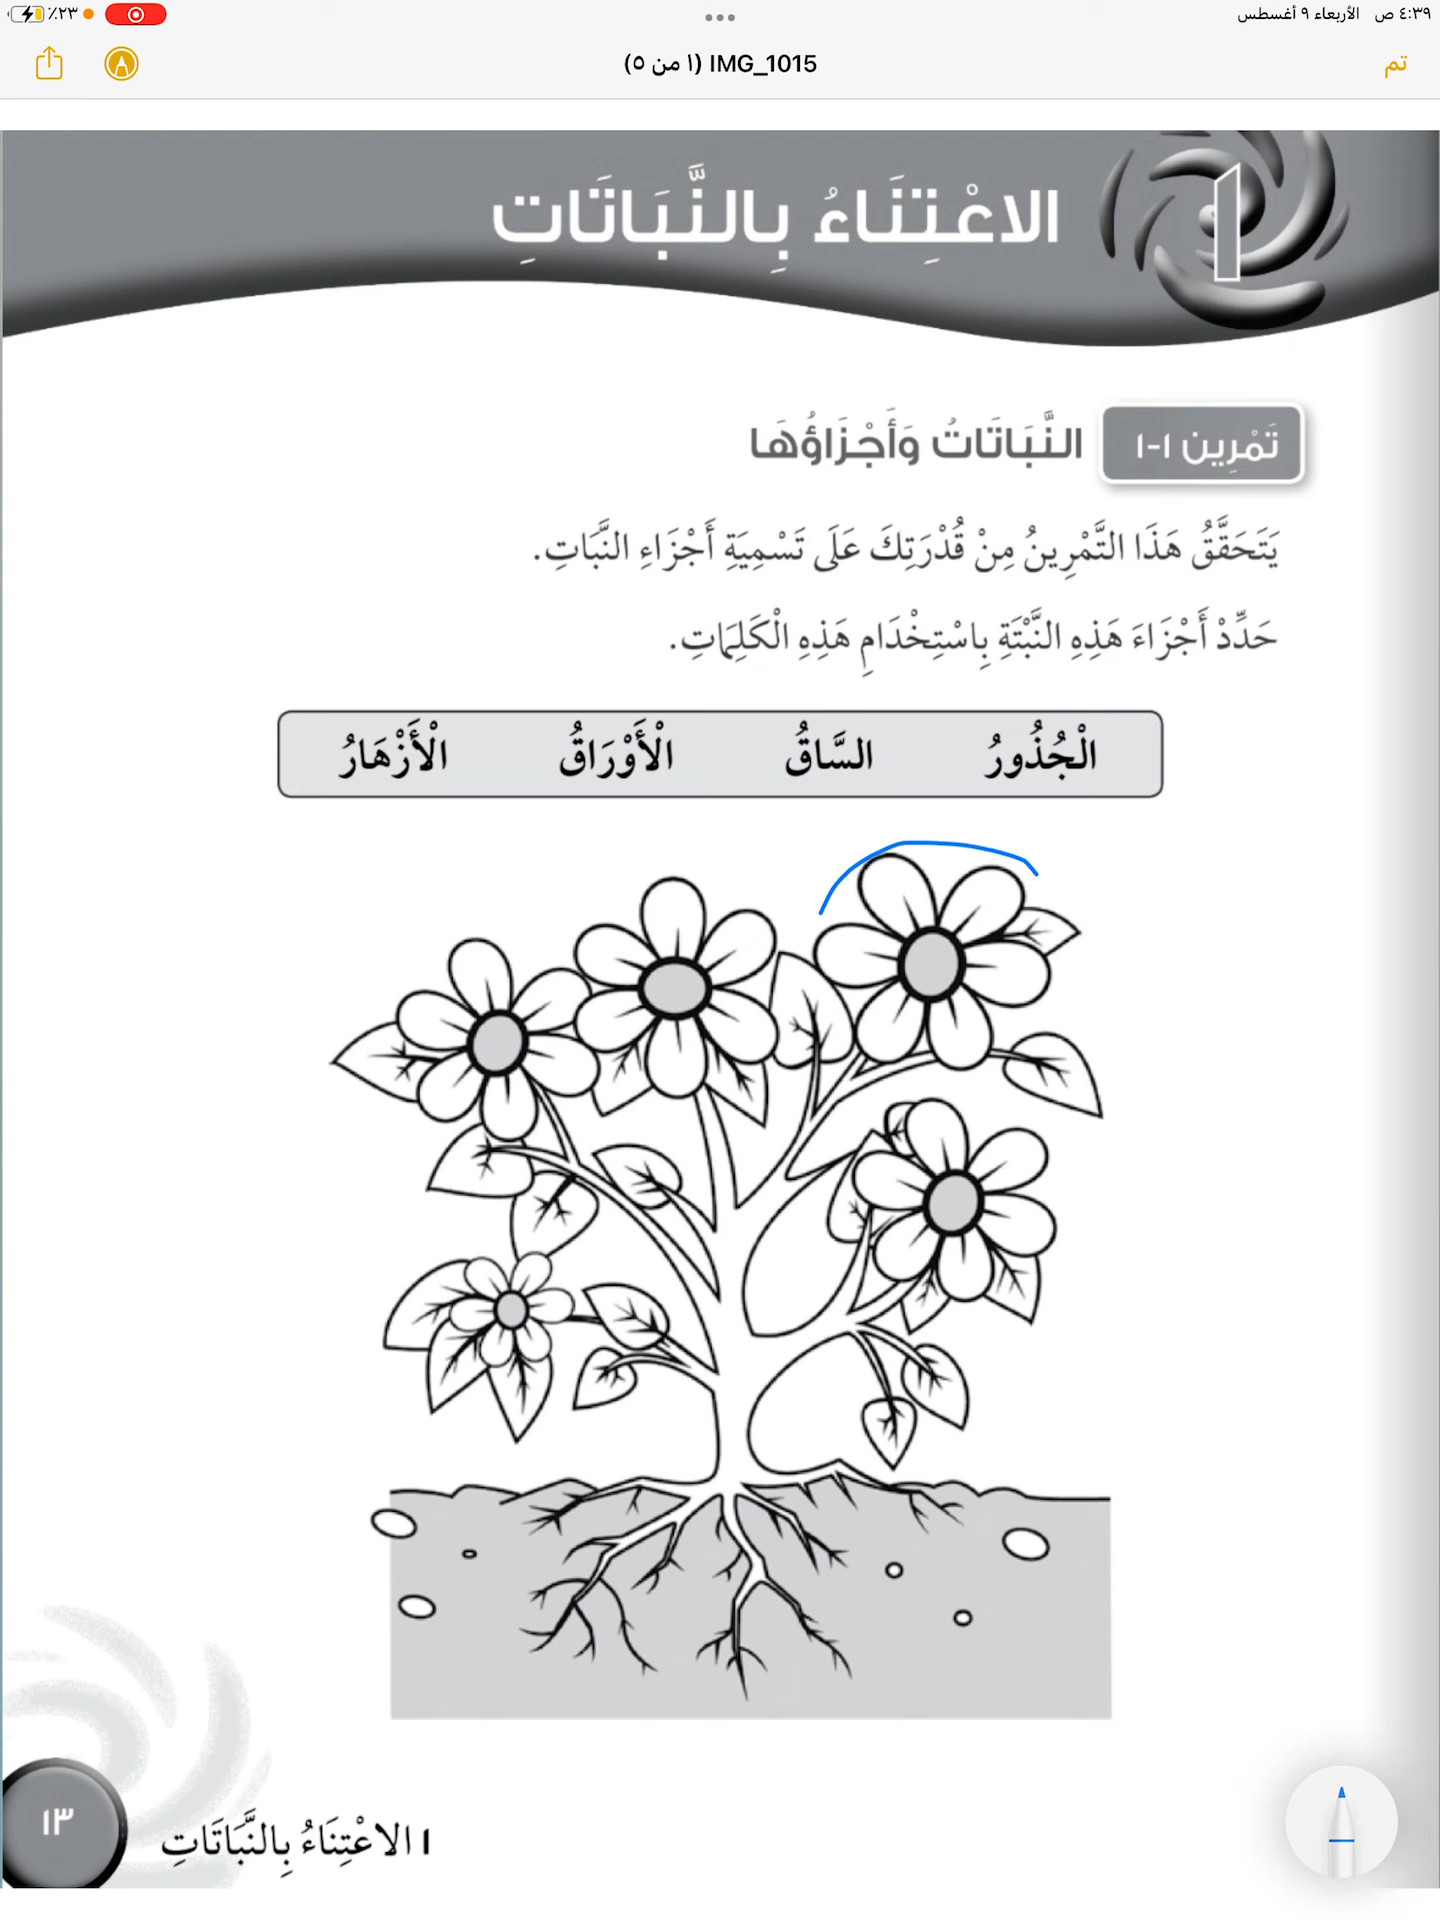 ٤:٣٩ ص الأربعاء ٩ أغسطس
٪٢٣
تم
IMG_1015 (١ من ٥)
١
الاعْتِنَاءُ بِالنَّبَاتَاتِ
تَمْرِين ١-١
النَّبَاتَاتُ وَأَجْزَاؤُهَا
يَتَحَقَّقُ هَذَا التَّمْرِينُ مِنْ قُدْرَتِكَ عَلَى تَسْمِيَةِ أَجْزَاءِ النَّبَاتِ.
حَدِّدْ أَجْزَاءَ هَذِهِ النَّبْتَةِ بِاسْتِخْدَامِ هَذِهِ الْكَلِمَاتِ.
الْجُذُورُ السَّاقُ الْأَوْرَاقُ الْأَزْهَارُ
١ الاعْتِنَاءُ بِالنَّبَاتَاتِ
١٣